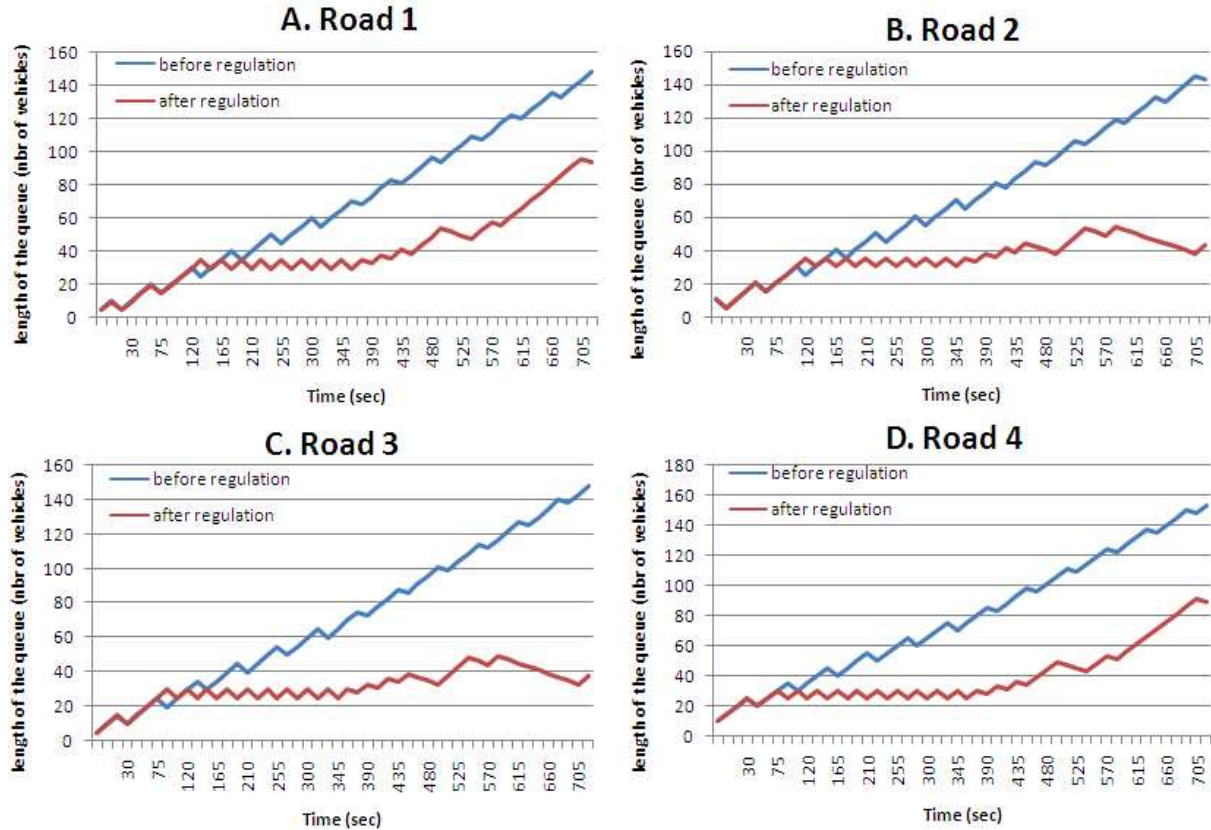 A. Road 1
length of the queue (nbr of vehicles)
160
140
120
100
80
60
40
20
0
before regulation
after regulation
30 75 120 165 210 255 300 345 390 435 480 525 570 615 660 705
Time (sec)
B. Road 2
length of the queue (nbr of vehicles)
160
140
120
100
80
60
40
20
0
before regulation
after regulation
30 75 120 165 210 255 300 345 390 435 480 525 570 615 660 705
Time (sec)
C. Road 3
length of the queue (nbr of vehicles)
160
140
120
100
80
60
40
20
0
before regulation
after regulation
30 75 120 165 210 255 300 345 390 435 480 525 570 615 660 705
Time (sec)
D. Road 4
length of the queue (nbr of vehicles)
180
160
140
120
100
80
60
40
20
0
before regulation
after regulation
30 75 120 165 210 255 300 345 390 435 480 525 570 615 660 705
Time (sec)